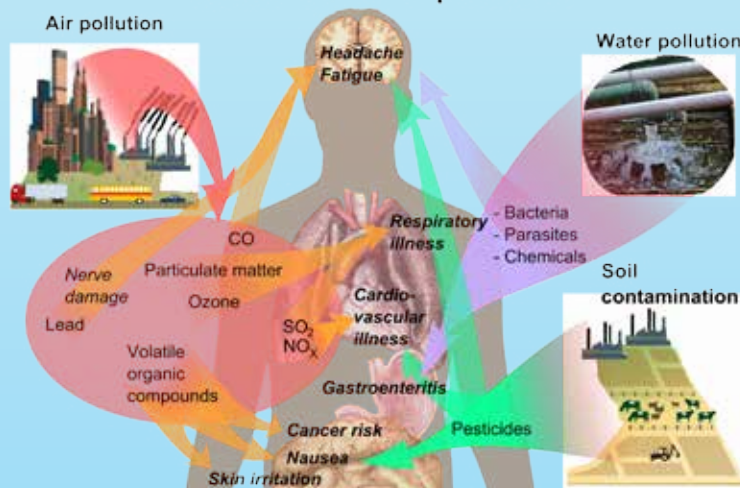 Air pollution
Water pollution
Headache
Fatigue
CO
Nerve
damage
Particulate matter
Ozone
Lead
SO₂
NOₓ
Volatile
organic
compounds
Respiratory
illness
Cardio-
vascular
illness
- Bacteria
- Parasites
- Chemicals
Soil
contamination
Gastroenteritis
Pesticides
Cancer risk
Nausea
Skin irritation